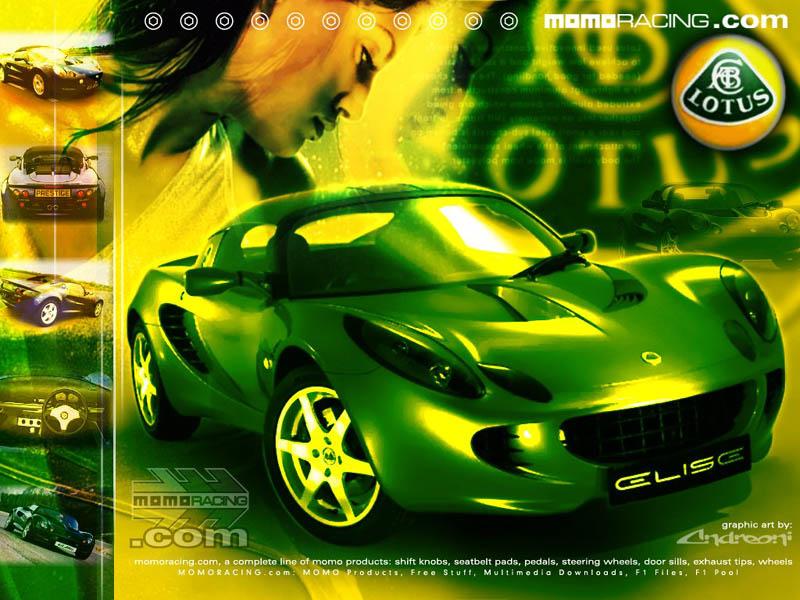 momoRACING.com
LOTUS
LOTUS
PRESTIGE
ELISE
momoRACING
.com
graphic art by:
Andreoni
momoracing.com, a complete line of momo products: shift knobs, seatbelt pads, pedals, steering wheels, door sills, exhaust tips, wheels
MOMORACING.com: MOMO Products, Free Stuff, Multimedia Downloads, F1 Files, F1 Pool